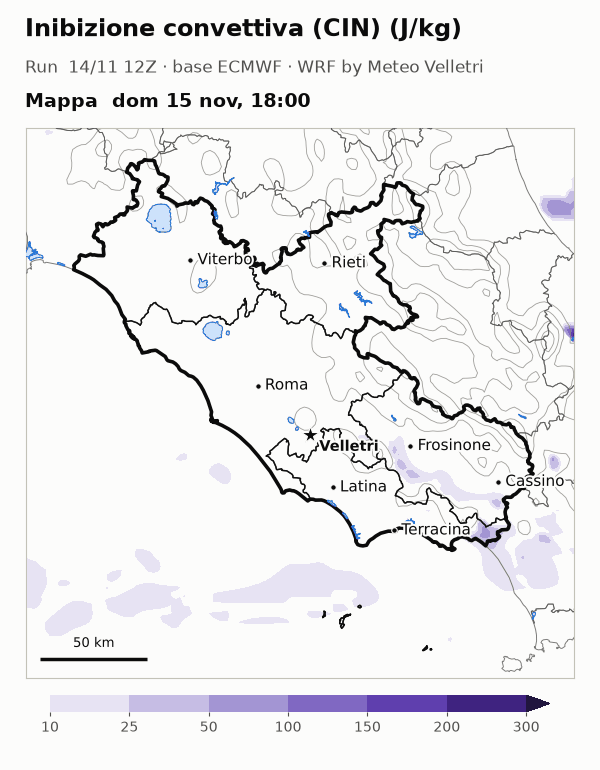 Inibizione convettiva (CIN) (J/kg)
Run  14/11 12Z · base ECMWF · WRF by Meteo Velletri
Mappa  dom 15 nov, 18:00
Viterbo
Rieti
Roma
Velletri
Frosinone
Cassino
Latina
Terracina
50 km
10 25 50 100 150 200 300